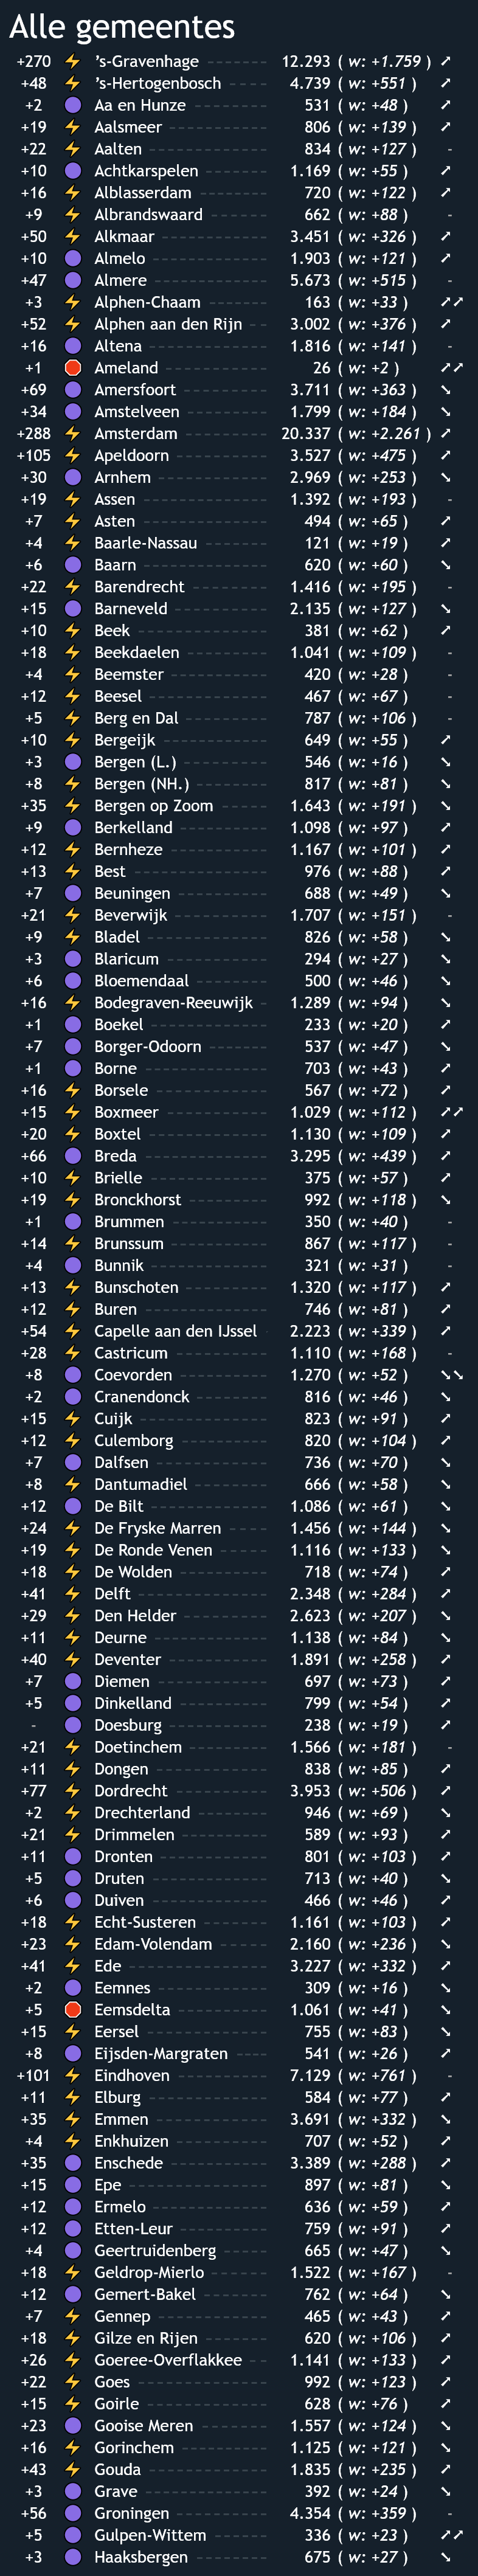 Alle gemeentes
+270 ⚡ ’s-Gravenhage 12.293 ( w: +1.759 ) ➚
+48 ⚡ ’s-Hertogenbosch 4.739 ( w: +551 ) ➚
+2 Aa en Hunze 531 ( w: +48 ) ➚
+19 ⚡ Aalsmeer 806 ( w: +139 ) ➚
+22 ⚡ Aalten 834 ( w: +127 ) -
+10 Achtkarspelen 1.169 ( w: +55 ) ➚
+16 ⚡ Alblasserdam 720 ( w: +122 ) ➚
+9 ⚡ Albrandswaard 662 ( w: +88 ) -
+50 ⚡ Alkmaar 3.451 ( w: +326 ) ➚
+10 Almelo 1.903 ( w: +121 ) ➚
+47 Almere 5.673 ( w: +515 ) -
+3 ⚡ Alphen-Chaam 163 ( w: +33 ) ➚➚
+52 ⚡ Alphen aan den Rijn 3.002 ( w: +376 ) ➚
+16 Altena 1.816 ( w: +141 ) -
+1 Ameland 26 ( w: +2 ) ➚➚
+69 Amersfoort 3.711 ( w: +363 ) ➘
+34 Amstelveen 1.799 ( w: +184 ) ➘
+288 ⚡ Amsterdam 20.337 ( w: +2.261 ) ➚
+105 ⚡ Apeldoorn 3.527 ( w: +475 ) ➚
+30 Arnhem 2.969 ( w: +253 ) ➘
+19 ⚡ Assen 1.392 ( w: +193 ) -
+7 ⚡ Asten 494 ( w: +65 ) ➚
+4 ⚡ Baarle-Nassau 121 ( w: +19 ) ➚
+6 Baarn 620 ( w: +60 ) ➘
+22 ⚡ Barendrecht 1.416 ( w: +195 ) -
+15 Barneveld 2.135 ( w: +127 ) ➘
+10 ⚡ Beek 381 ( w: +62 ) ➚
+18 ⚡ Beekdaelen 1.041 ( w: +109 ) -
+4 ⚡ Beemster 420 ( w: +28 ) -
+12 ⚡ Beesel 467 ( w: +67 ) -
+5 ⚡ Berg en Dal 787 ( w: +106 ) -
+10 ⚡ Bergeijk 649 ( w: +55 ) ➚
+3 Bergen (L.) 546 ( w: +16 ) ➘
+8 ⚡ Bergen (NH.) 817 ( w: +81 ) ➘
+35 ⚡ Bergen op Zoom 1.643 ( w: +191 ) ➘
+9 Berkelland 1.098 ( w: +97 ) ➚
+12 ⚡ Bernheze 1.167 ( w: +101 ) ➚
+13 ⚡ Best 976 ( w: +88 ) ➚
+7 Beuningen 688 ( w: +49 ) ➘
+21 ⚡ Beverwijk 1.707 ( w: +151 ) -
+9 ⚡ Bladel 826 ( w: +58 ) ➘
+3 Blaricum 294 ( w: +27 ) ➘
+6 Bloemendaal 500 ( w: +46 ) ➘
+16 ⚡ Bodegraven-Reeuwijk 1.289 ( w: +94 ) ➘
+1 Boekel 233 ( w: +20 ) ➚
+7 Borger-Odoorn 537 ( w: +47 ) ➘
+1 Borne 703 ( w: +43 ) ➚
+16 ⚡ Borsele 567 ( w: +72 ) ➚
+15 ⚡ Boxmeer 1.029 ( w: +112 ) ➚➚
+20 ⚡ Boxtel 1.130 ( w: +109 ) ➚
+66 Breda 3.295 ( w: +439 ) ➚
+10 ⚡ Brielle 375 ( w: +57 ) ➚
+19 ⚡ Bronckhorst 992 ( w: +118 ) ➘
+1 Brummen 350 ( w: +40 ) -
+14 ⚡ Brunssum 867 ( w: +117 ) -
+4 Bunnik 321 ( w: +31 ) -
+13 ⚡ Bunschoten 1.320 ( w: +117 ) ➚
+12 ⚡ Buren 746 ( w: +81 ) ➚
+54 ⚡ Capelle aan den IJssel 2.223 ( w: +339 ) ➚
+28 ⚡ Castricum 1.110 ( w: +168 ) -
+8 Coevorden 1.270 ( w: +52 ) ➘➘
+2 Cranendonck 816 ( w: +46 ) ➘
+15 ⚡ Cuijk 823 ( w: +91 ) ➚
+12 ⚡ Culemborg 820 ( w: +104 ) ➚
+7 Dalfsen 736 ( w: +70 ) ➘
+8 ⚡ Dantumadiel 666 ( w: +58 ) ➘
+12 De Bilt 1.086 ( w: +61 ) ➘
+24 ⚡ De Fryske Marren 1.456 ( w: +144 ) ➘
+19 ⚡ De Ronde Venen 1.116 ( w: +133 ) ➘
+18 ⚡ De Wolden 718 ( w: +74 ) ➚
+41 ⚡ Delft 2.348 ( w: +284 ) ➚
+29 ⚡ Den Helder 2.623 ( w: +207 ) ➘
+11 ⚡ Deurne 1.138 ( w: +84 ) ➘
+40 ⚡ Deventer 1.891 ( w: +258 ) ➚
+7 Diemen 697 ( w: +73 ) ➚
+5 Dinkelland 799 ( w: +54 ) ➚
- Doesburg 238 ( w: +19 ) ➚
+21 ⚡ Doetinchem 1.566 ( w: +181 ) -
+11 ⚡ Dongen 838 ( w: +85 ) ➚
+77 ⚡ Dordrecht 3.953 ( w: +506 ) ➚
+2 Drechterland 946 ( w: +69 ) ➘
+21 ⚡ Drimmelen 589 ( w: +93 ) ➚
+11 Dronten 801 ( w: +103 ) ➚
+5 Druten 713 ( w: +40 ) ➘
+6 Duiven 466 ( w: +46 ) ➚
+18 ⚡ Echt-Susteren 1.161 ( w: +103 ) ➚
+23 ⚡ Edam-Volendam 2.160 ( w: +236 ) ➘
+41 ⚡ Ede 3.227 ( w: +332 ) ➚
+2 Eemnes 309 ( w: +16 ) ➘
+5 Eemsdelta 1.061 ( w: +41 ) ➘
+15 ⚡ Eersel 755 ( w: +83 ) ➘
+8 Eijsden-Margraten 541 ( w: +26 ) ➚
+101 ⚡ Eindhoven 7.129 ( w: +761 ) -
+11 ⚡ Elburg 584 ( w: +77 ) ➚
+35 ⚡ Emmen 3.691 ( w: +332 ) ➘
+4 ⚡ Enkhuizen 707 ( w: +52 ) ➚
+35 Enschede 3.389 ( w: +288 ) ➚
+15 Epe 897 ( w: +81 ) ➘
+12 Ermelo 636 ( w: +59 ) ➚
+12 Etten-Leur 759 ( w: +91 ) ➚
+4 Geertruidenberg 665 ( w: +47 ) ➘
+18 ⚡ Geldrop-Mierlo 1.522 ( w: +167 ) -
+12 Gemert-Bakel 762 ( w: +64 ) ➘
+7 ⚡ Gennep 465 ( w: +43 ) ➚
+18 ⚡ Gilze en Rijen 620 ( w: +106 ) ➚
+26 ⚡ Goeree-Overflakkee 1.141 ( w: +133 ) ➚
+22 ⚡ Goes 992 ( w: +123 ) ➚
+15 ⚡ Goirle 628 ( w: +76 ) ➚
+23 Gooise Meren 1.557 ( w: +124 ) ➘
+16 ⚡ Gorinchem 1.125 ( w: +121 ) ➘
+43 ⚡ Gouda 1.835 ( w: +235 ) ➚
+3 Grave 392 ( w: +24 ) ➘
+56 Groningen 4.354 ( w: +359 ) -
+5 Gulpen-Wittem 336 ( w: +23 ) ➚➚
+3 Haaksbergen 675 ( w: +27 ) ➘